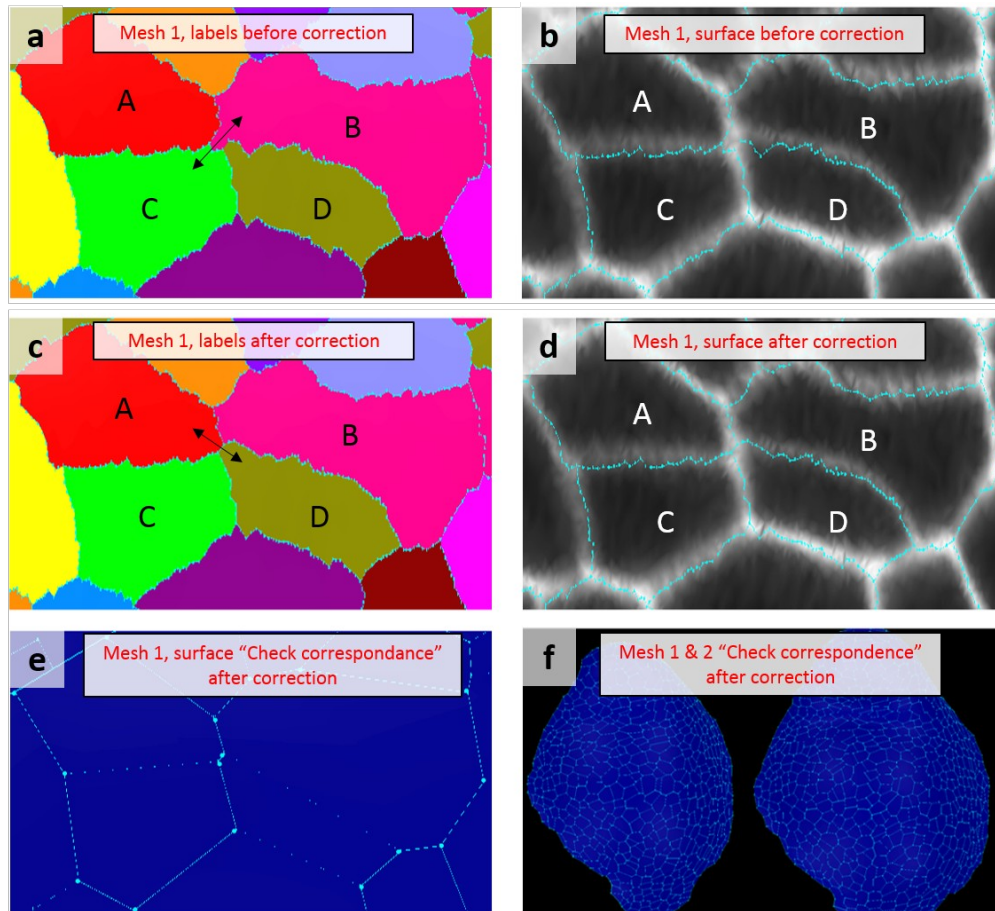 a
Mesh 1, labels before correction
A
B
C
D
b
Mesh 1, surface before correction
A
B
C
D
c
Mesh 1, labels after correction
A
B
C
D
d
Mesh 1, surface after correction
A
B
C
D
e
Mesh 1, surface “Check correspondance”
after correction
f
Mesh 1 & 2 “Check correspondence”
after correction